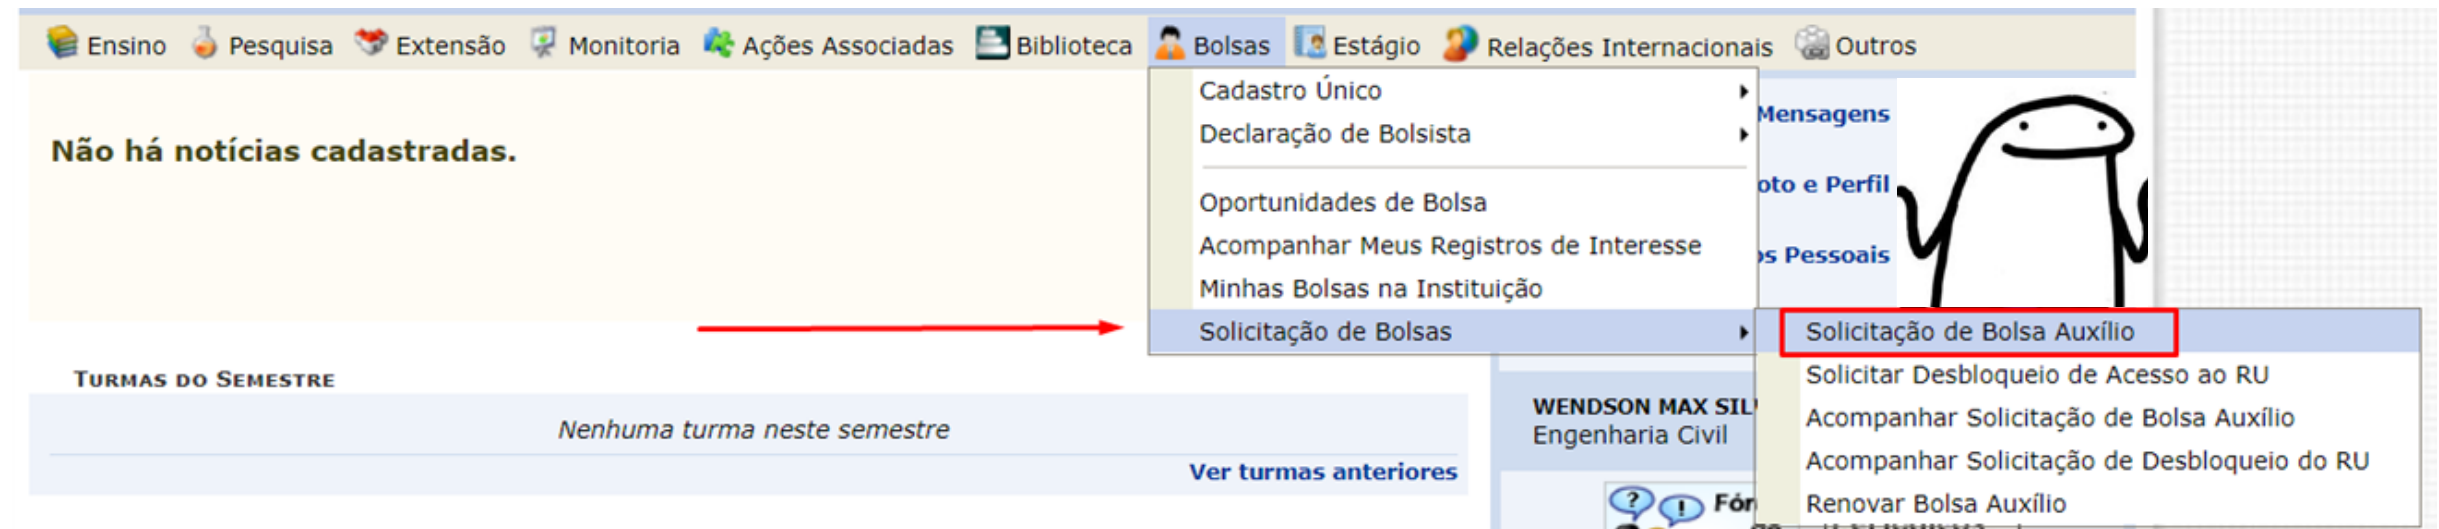 Ensino Pesquisa Extensão Monitoria Ações Associadas Biblioteca Bolsas Estágio Relações Internacionais Outros
Não há notícias cadastradas.
Cadastro Único
Declaração de Bolsista
Oportunidades de Bolsa
Acompanhar Meus Registros de Interesse
Minhas Bolsas na Instituição
Solicitação de Bolsas
Mensagens
oto e Perfil
os Pessoais
Solicitação de Bolsa Auxílio
Solicitar Desbloqueio de Acesso ao RU
Acompanhar Solicitação de Bolsa Auxílio
Acompanhar Solicitação de Desbloqueio do RU
Renovar Bolsa Auxílio
TURMAS DO SEMESTRE
Nenhuma turma neste semestre
Ver turmas anteriores
WENDSON MAX SIL
Engenharia Civil
Fór